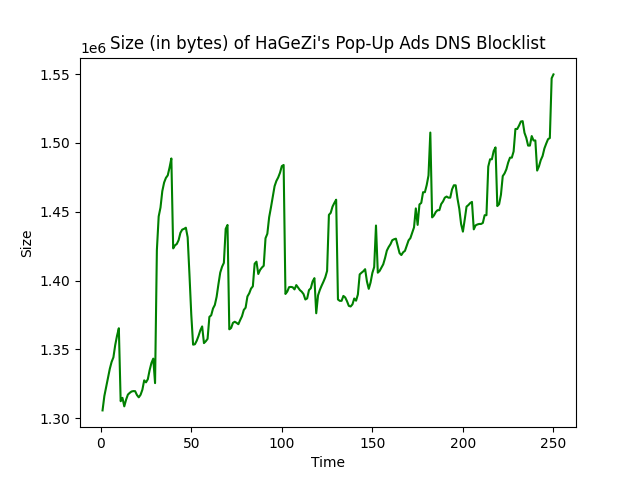 Size (in bytes) of HaGeZi's Pop-Up Ads DNS Blocklist
1e6
1.55
1.50
1.45
1.40
1.35
1.30
Size
0 50 100 150 200 250
Time